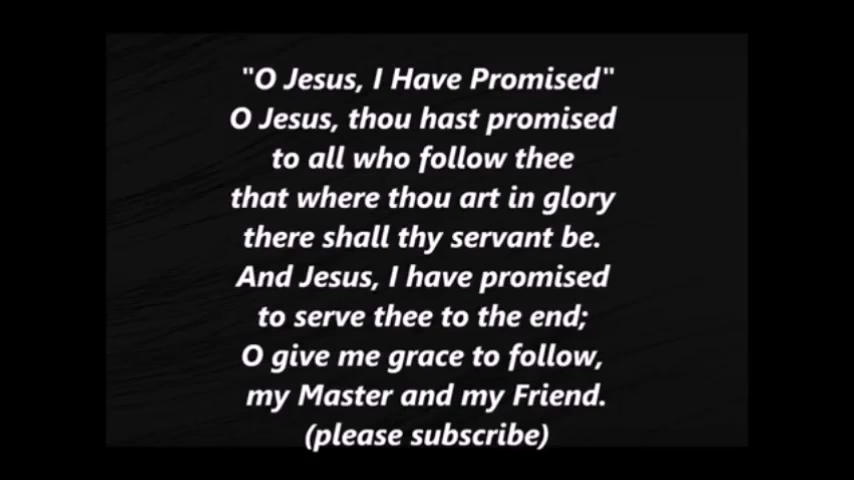 "O Jesus, I Have Promised"
O Jesus, thou hast promised
to all who follow thee
that where thou art in glory
there shall thy servant be.
And Jesus, I have promised
to serve thee to the end;
O give me grace to follow,
my Master and my Friend.
(please subscribe)